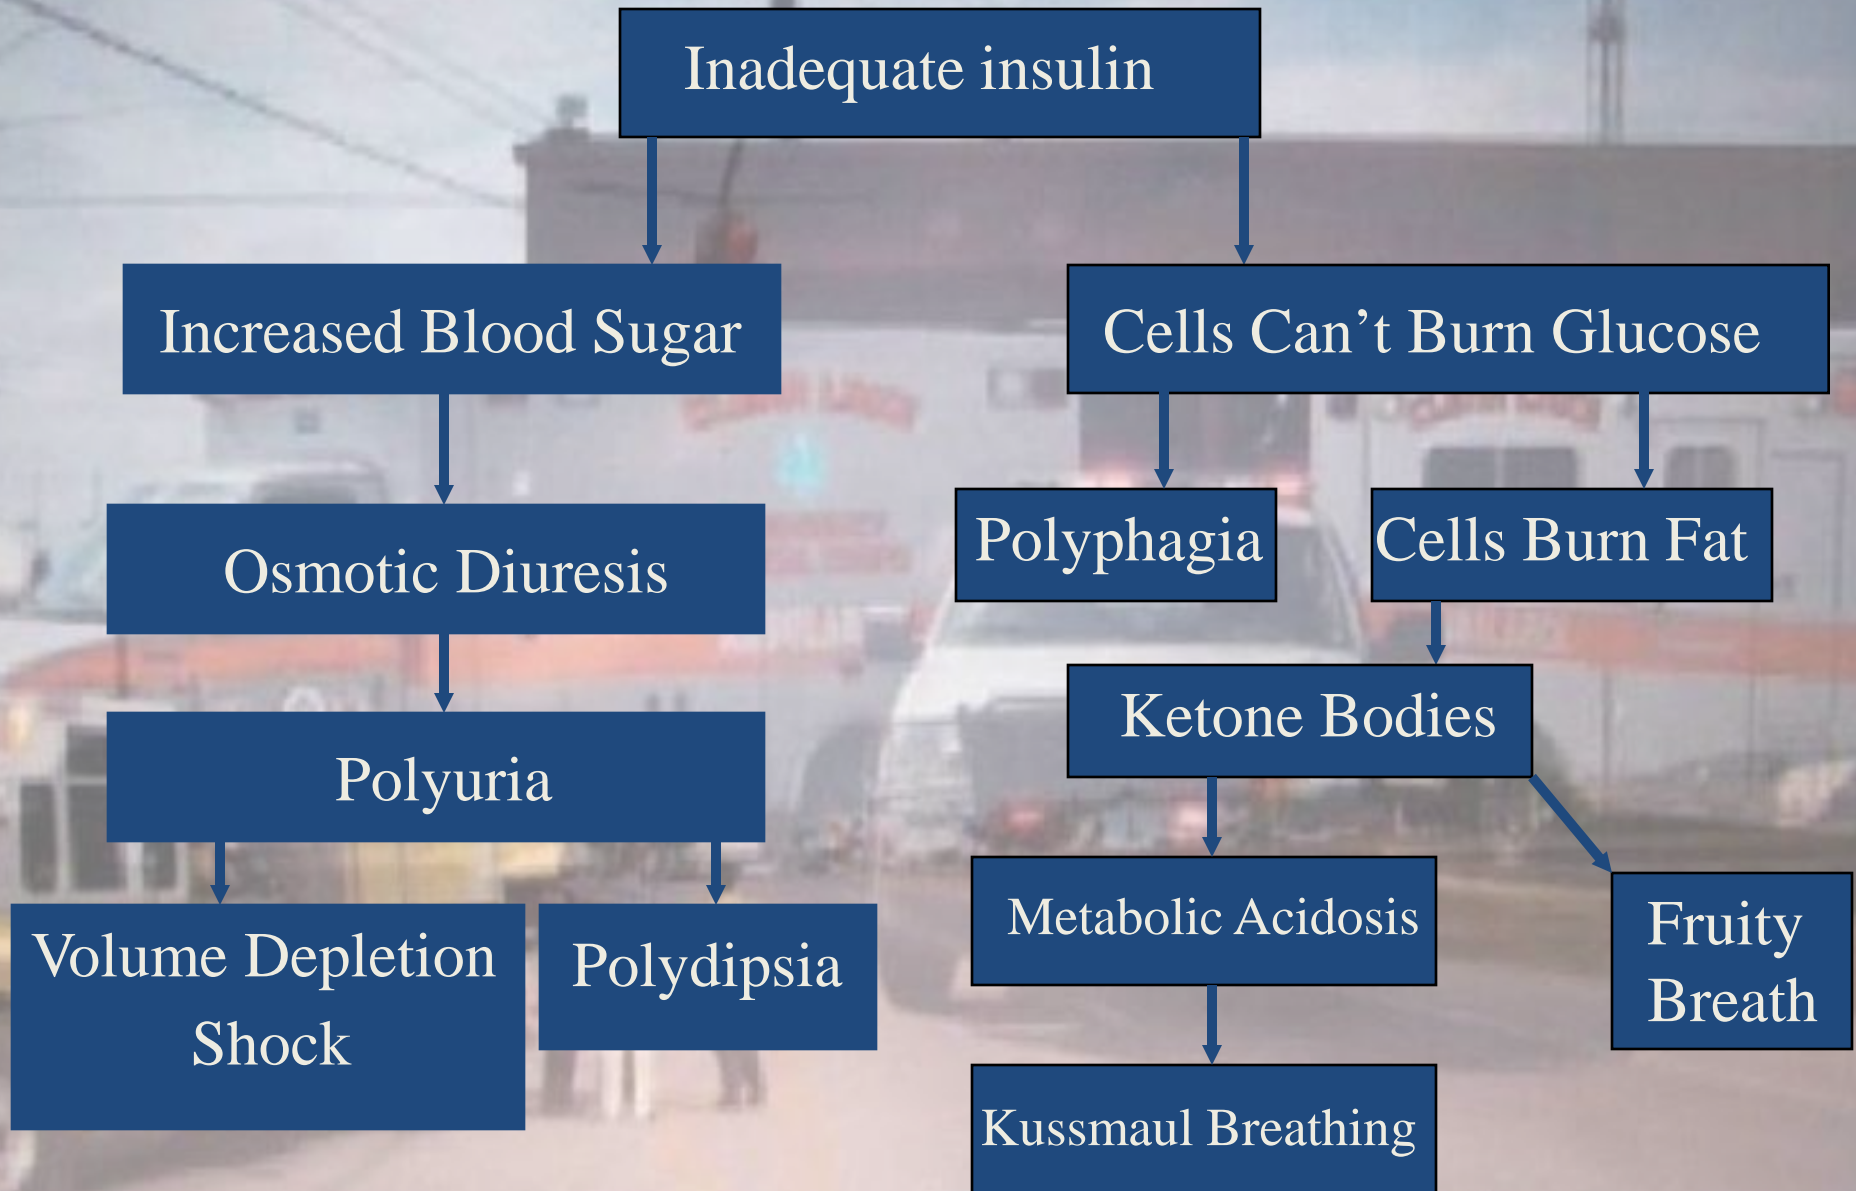 Inadequate insulin
Increased Blood Sugar
Cells Can’t Burn Glucose
Osmotic Diuresis
Polyphagia
Cells Burn Fat
Polyuria
Ketone Bodies
Volume Depletion
Shock
Polydipsia
Metabolic Acidosis
Fruity
Breath
Kussmaul Breathing